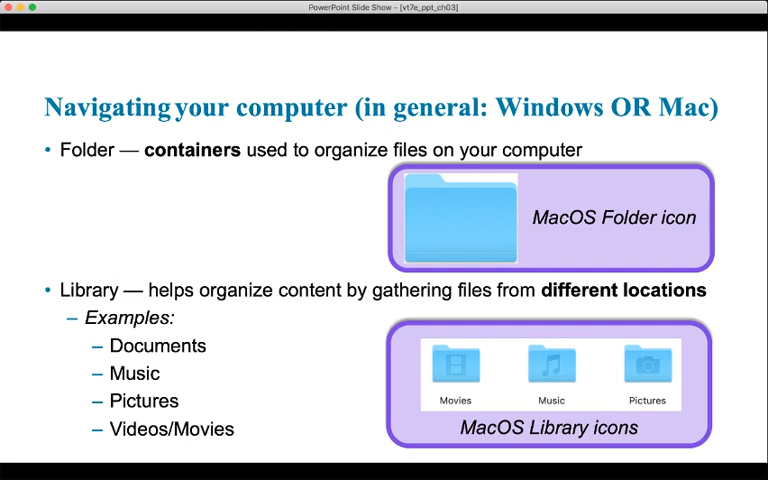 PowerPoint Slide Show - [vt7e_ppt_ch03]
Navigating your computer (in general: Windows OR Mac)
• Folder — containers used to organize files on your computer
MacOS Folder icon
• Library — helps organize content by gathering files from different locations
– Examples:
– Documents
– Music
– Pictures
– Videos/Movies
Movies Music Pictures
MacOS Library icons